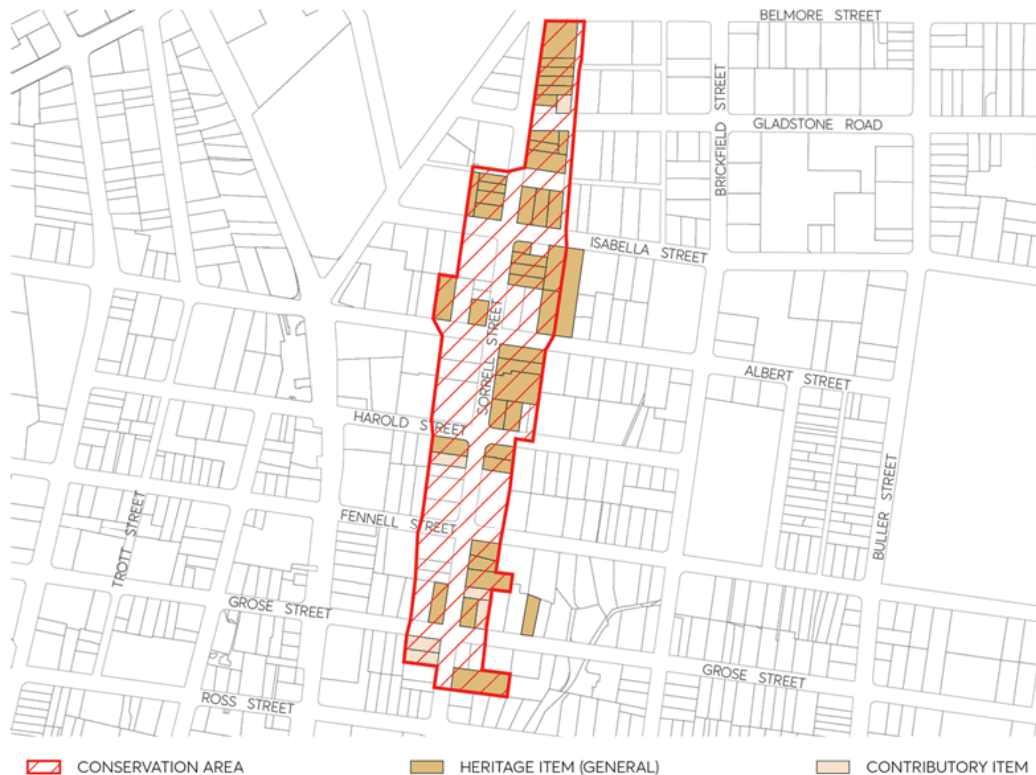 BELMORE STREET
BRICKFIELD STREET
GLADSTONE ROAD
ISABELLA STREET
SORRELL STREET
ALBERT STREET
HAROLD STREET
BULLER STREET
TROTT STREET
FENNELL STREET
GROSE STREET
GROSE STREET
ROSS STREET
CONSERVATION AREA
HERITAGE ITEM (GENERAL)
CONTRIBUTORY ITEM